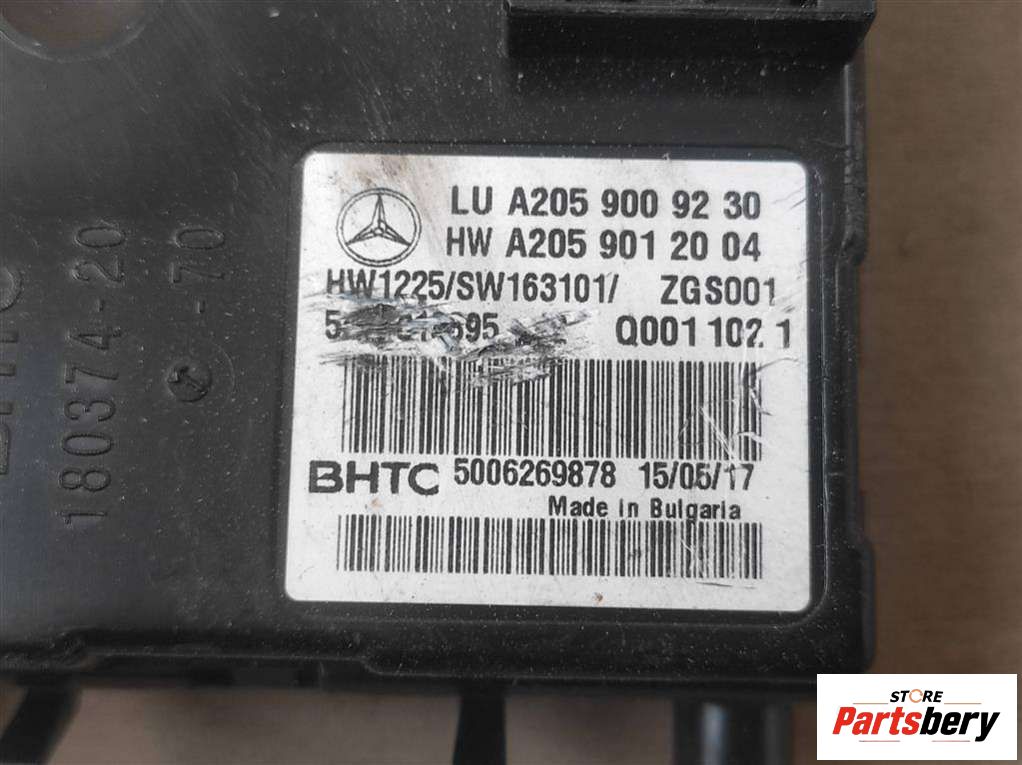 LU A205 900 92 30
HW A205 901 20 04
HW1225/SW163101/ ZGS001
Q001 102 1
BHTC 5006269878 15/05/17
Made in Bulgaria
180374-20
-70
STORE
Partsbery